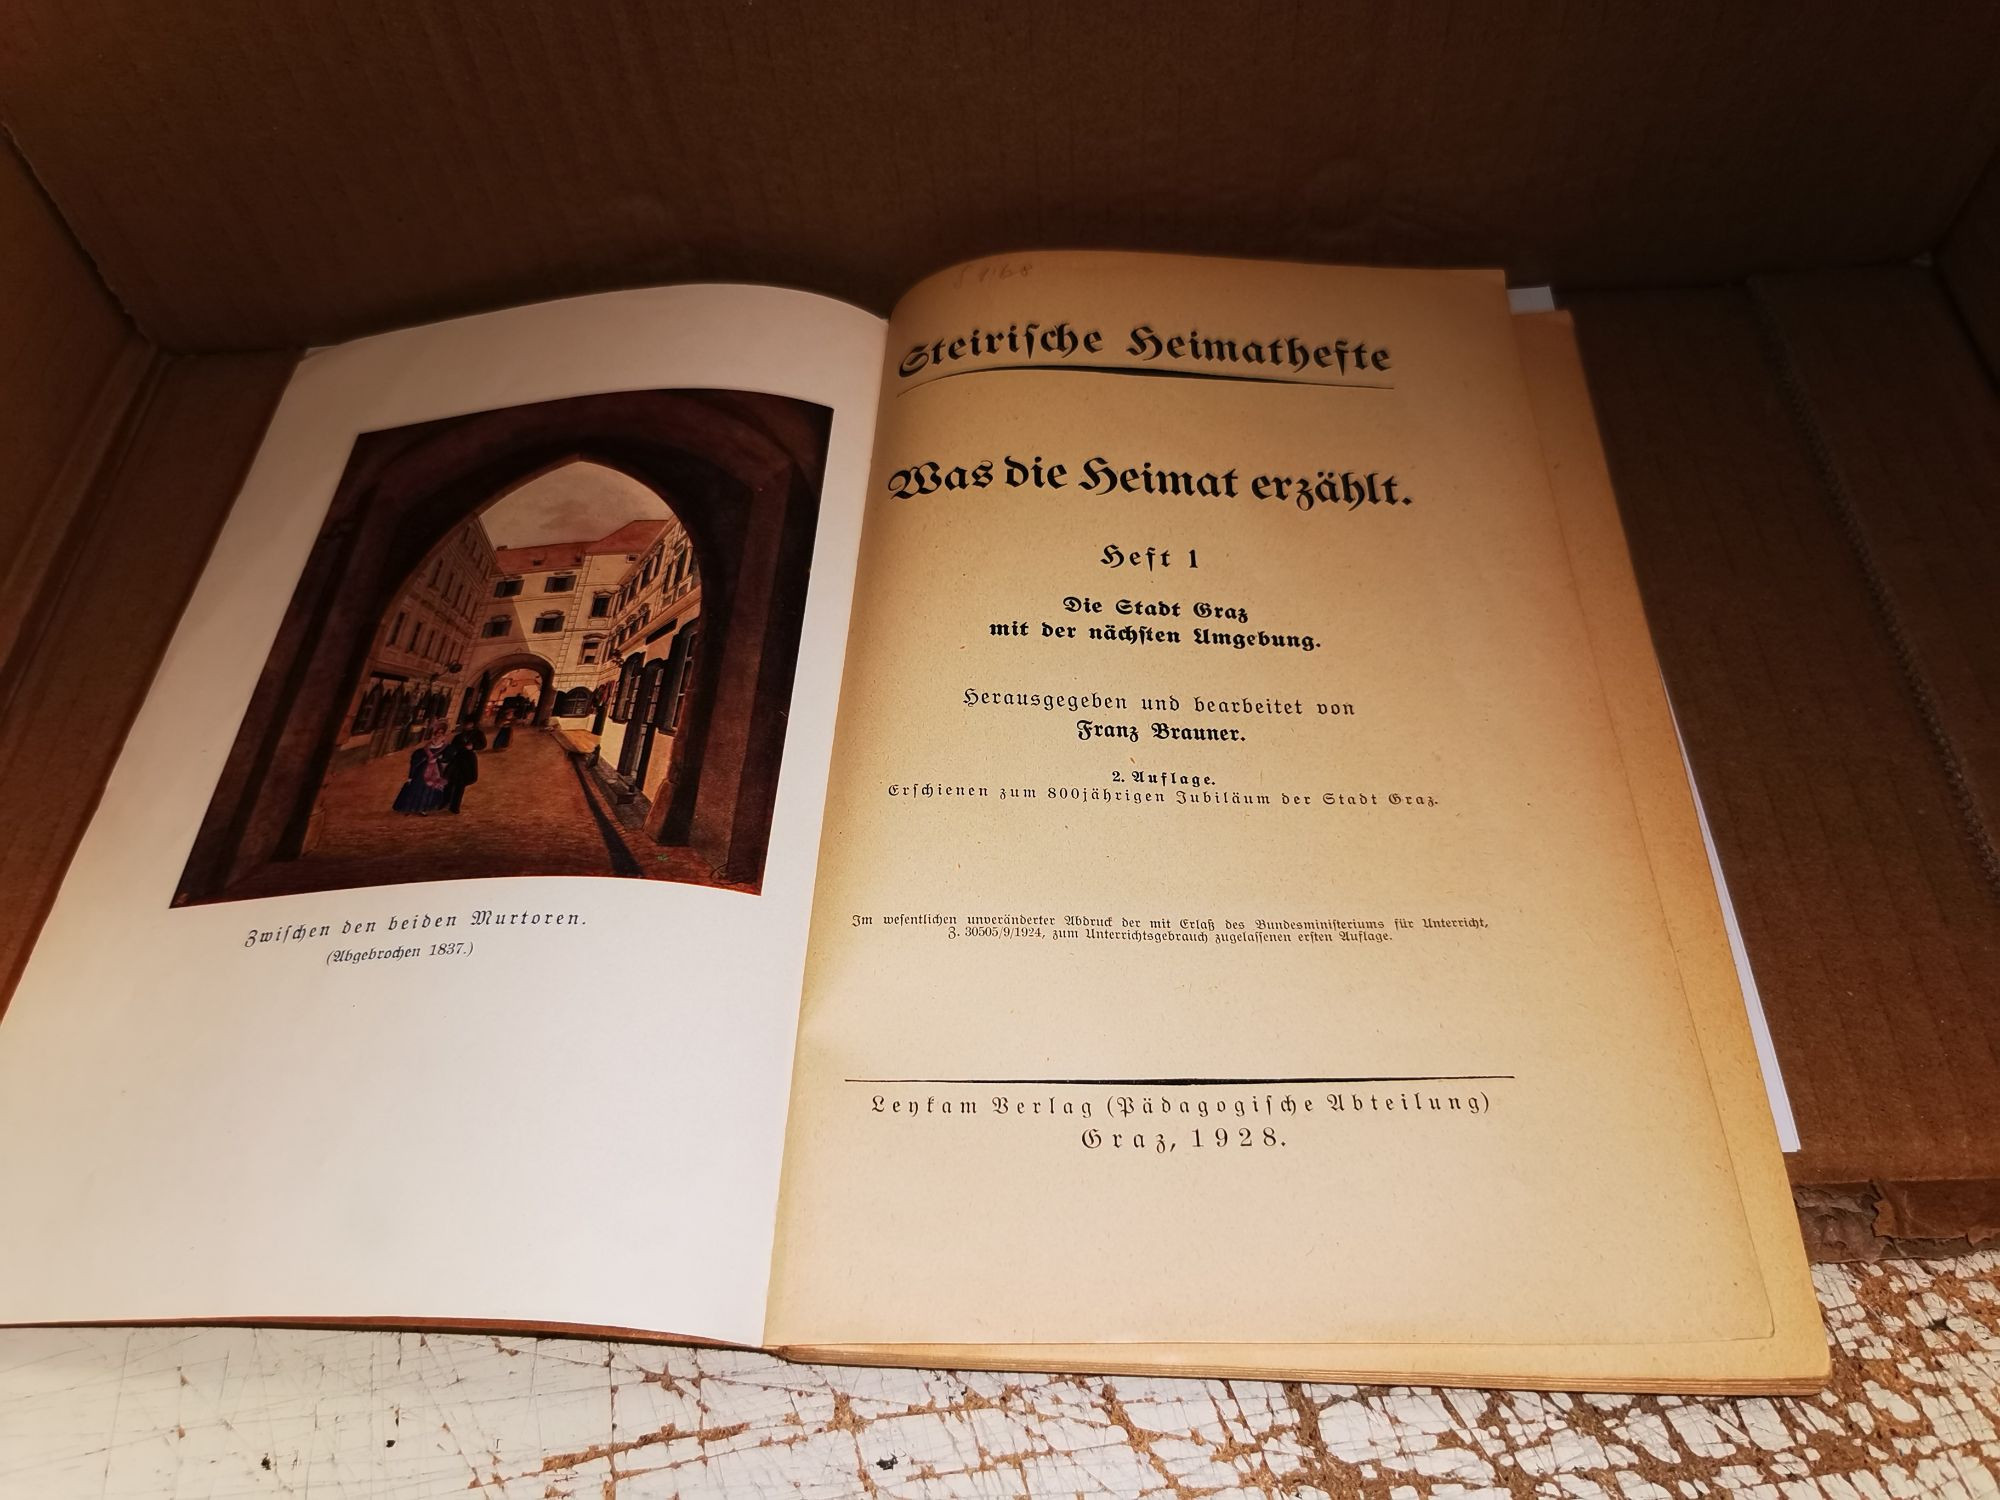 Zwischen den beiden Murtoren.
(Abgebrochen 1837.)
Steirische Heimathefte
Was die Heimat erzählt.
Heft 1
Die Stadt Graz
mit der nächsten Umgebung.
Herausgegeben und bearbeitet von
Franz Brauner.
2. Auflage.
Erschienen zum 800jährigen Jubiläum der Stadt Graz.
Im wesentlichen unveränderter Abdruck der mit Erlaß des Bundesministeriums für Unterricht,
Z. 30505/9/1924, zum Unterrichtsgebrauch zugelassenen ersten Auflage.
Leykam Verlag (Pädagogische Abteilung)
Graz, 1928.